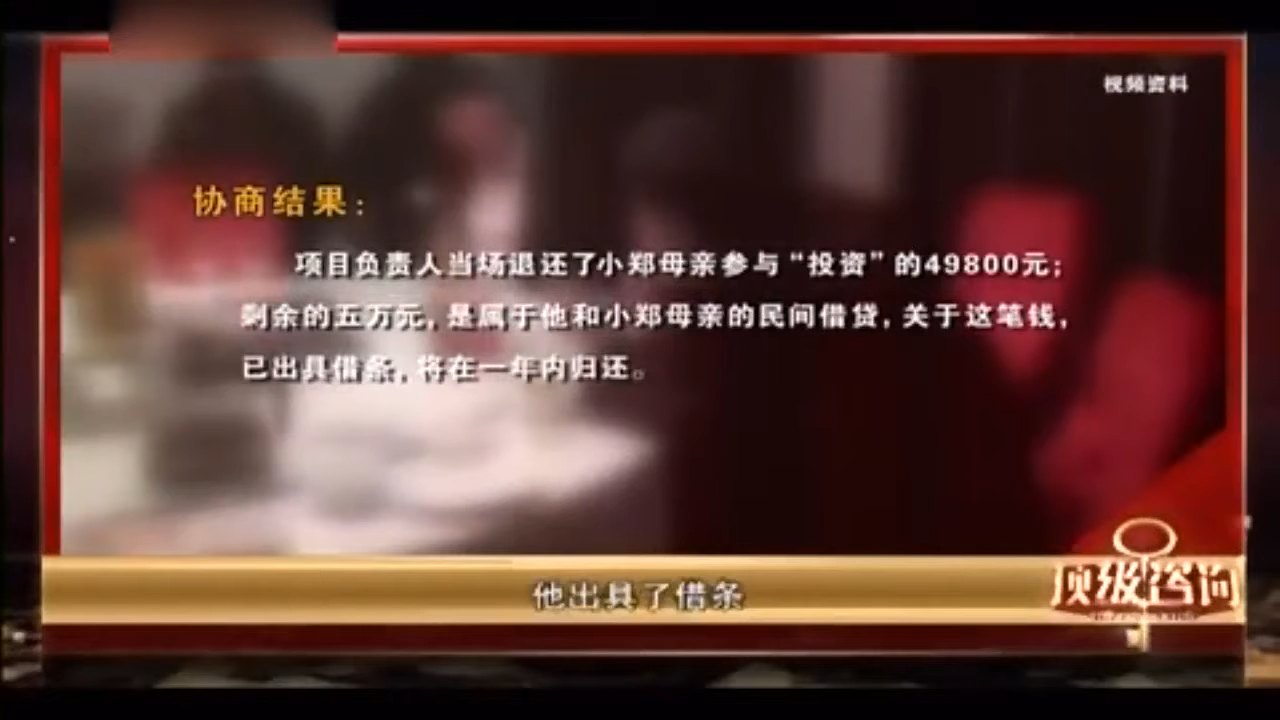 视频资料
协商结果：
项目负责人当场退还了小郑母亲参与“投资”的49800元；
剩余的五万元，是属于他和小郑母亲的民间借贷，关于这笔钱，
已出具借条，将在一年内归还。
他出具了借条
顶级咨询